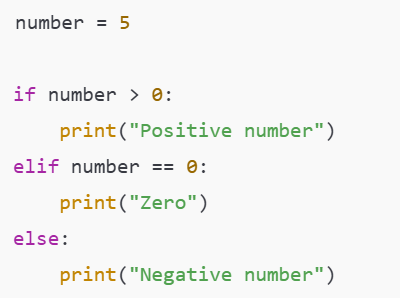 number = 5
if number > 0:
    print("Positive number")
elif number == 0:
    print("Zero")
else:
    print("Negative number")